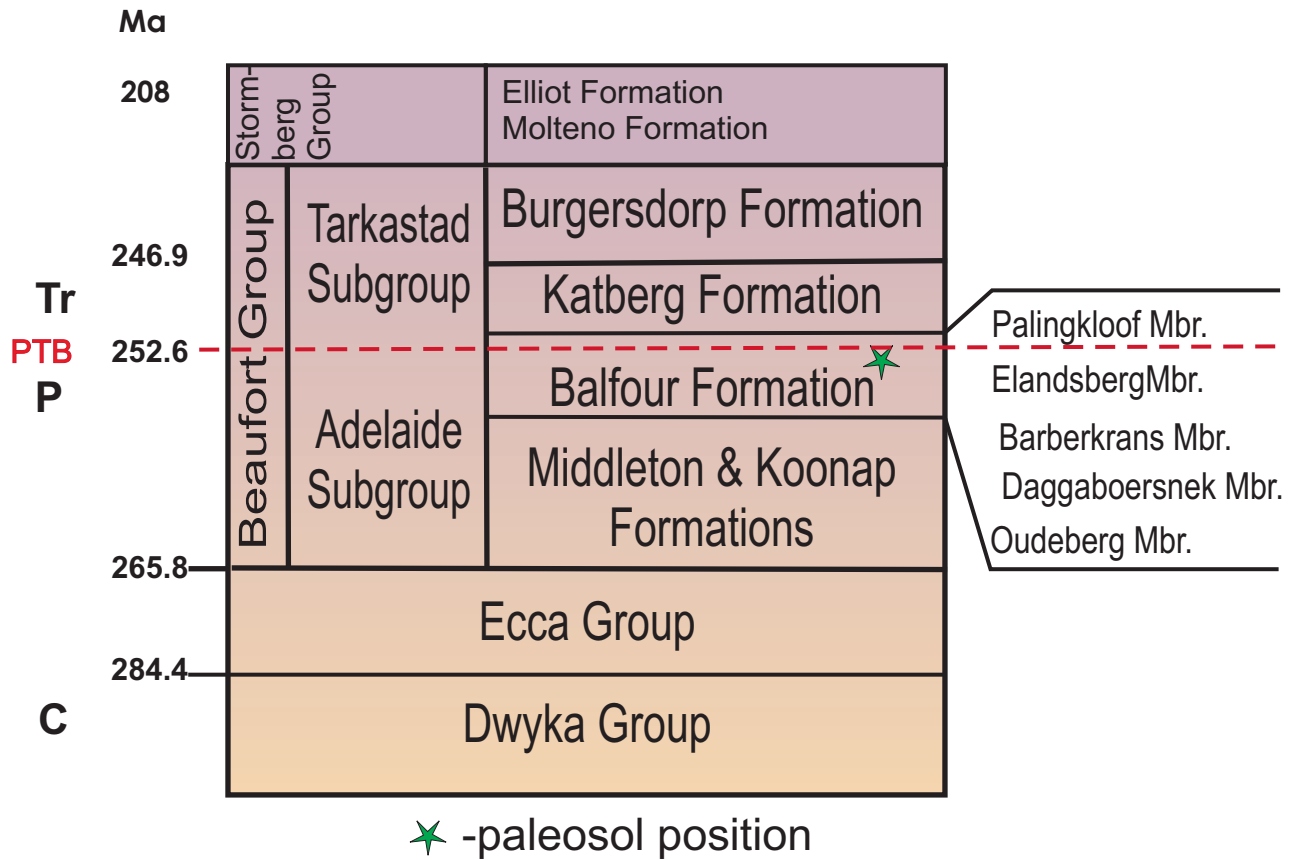 Ma
208
Storm-
berg
Group
Elliot Formation
Molteno Formation
Beaufort Group
Tarkastad
Subgroup
Burgersdorp Formation
246.9
Katberg Formation
Tr
PTB
252.6
P
Balfour Formation
Adelaide
Subgroup
Middleton & Koonap
Formations
Palingkloof Mbr.
ElandsbergMbr.
Barberkrans Mbr.
Daggaboersnek Mbr.
Oudeberg Mbr.
265.8
Ecca Group
284.4
C
Dwyka Group
-paleosol position